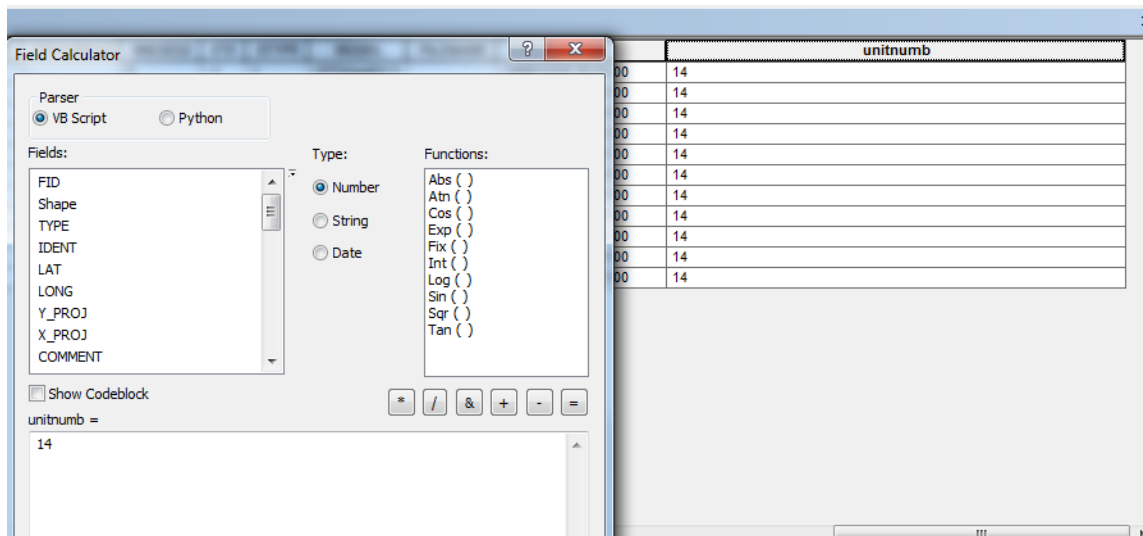 Field Calculator
?
X
Parser
VB Script Python
Fields:
FID
Shape
TYPE
IDENT
LAT
LONG
Y_PROJ
X_PROJ
COMMENT
Type:
Number
String
Date
Functions:
Abs ( )
Atn ( )
Cos ( )
Exp ( )
Fix ( )
Int ( )
Log ( )
Sin ( )
Sqr ( )
Tan ( )
Show Codeblock
* / & + - =
unitnumb =
14
unitnumb
00 14
00 14
00 14
00 14
00 14
00 14
00 14
00 14
00 14
00 14
00 14